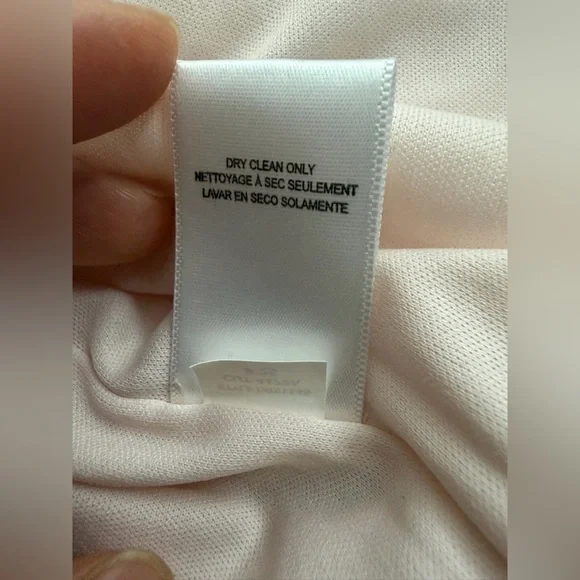 DRY CLEAN ONLY
NETTOYAGE À SEC SEULEMENT
LAVAR EN SECO SOLAMENTE